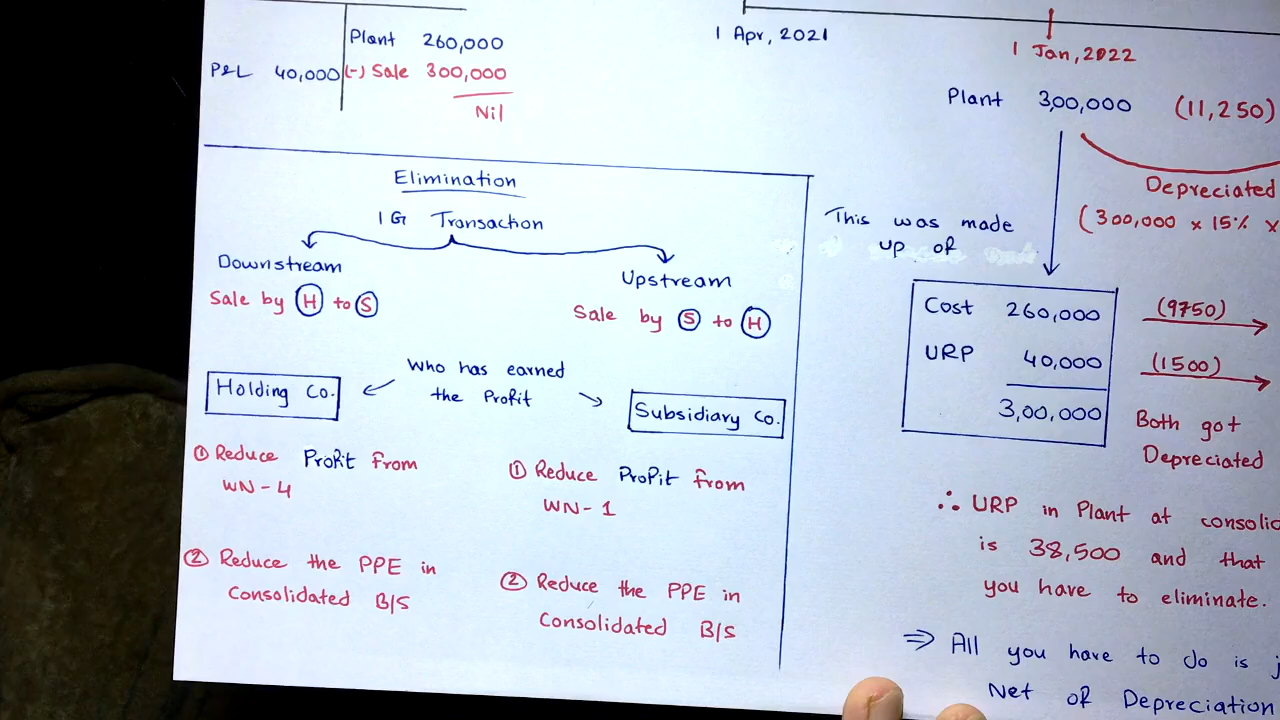 Plant 260,000
P&L 40,000 (-) Sale 300,000
Nil
Elimination
IG Transaction
Downstream
Sale by H to S
Upstream
Sale by S to H
Who has earned
the Profit
Holding Co.
Subsidiary Co.
① Reduce Profit from
WN-4
② Reduce the PPE in
Consolidated B/S
① Reduce Profit from
WN-1
② Reduce the PPE in
Consolidated B/S
1 Apr, 2021
1 Jan, 2022
Plant 3,00,000 (11,250)
Depreciated
(300,000 x 15% x
This was made
up of
Cost 260,000 (9750)
URP 40,000 (1500)
3,00,000
Both got
Depreciated
∴ URP in Plant at
is 38,500 and that
you have to eliminate.
⇒ All you have to do is
Net of Depreciation